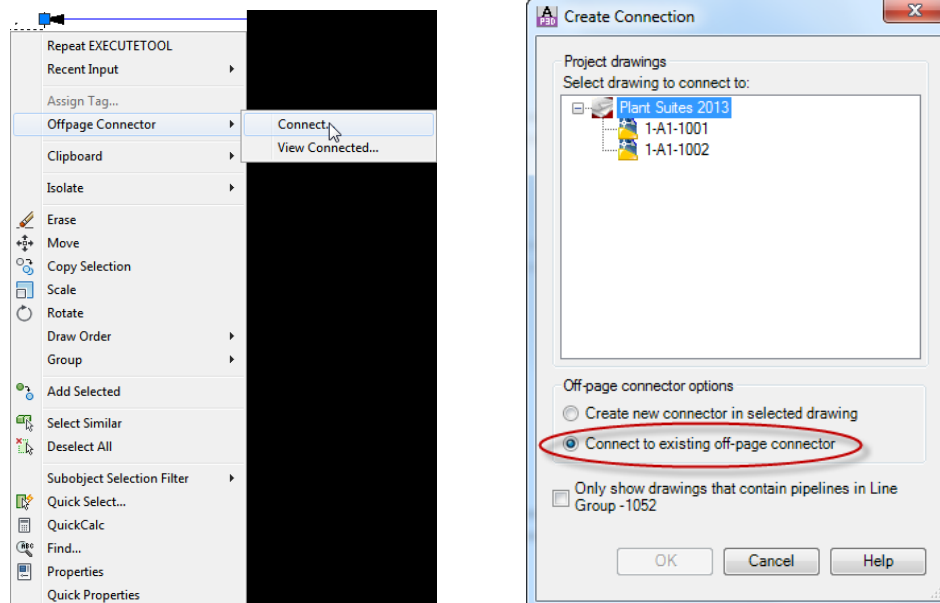 Repeat EXECUTETOOL
Recent Input
Assign Tag...
Offpage Connector
Clipboard
Isolate
Erase
Move
Copy Selection
Scale
Rotate
Draw Order
Group
Add Selected
Select Similar
Deselect All
Subobject Selection Filter
Quick Select...
QuickCalc
Find...
Properties
Quick Properties
Connect...
View Connected...
A
P3D
Create Connection
Project drawings
Select drawing to connect to:
Plant Suites 2013
1-A1-1001
1-A1-1002
Off-page connector options
Create new connector in selected drawing
Connect to existing off-page connector
Only show drawings that contain pipelines in Line
Group -1052
OK
Cancel
Help